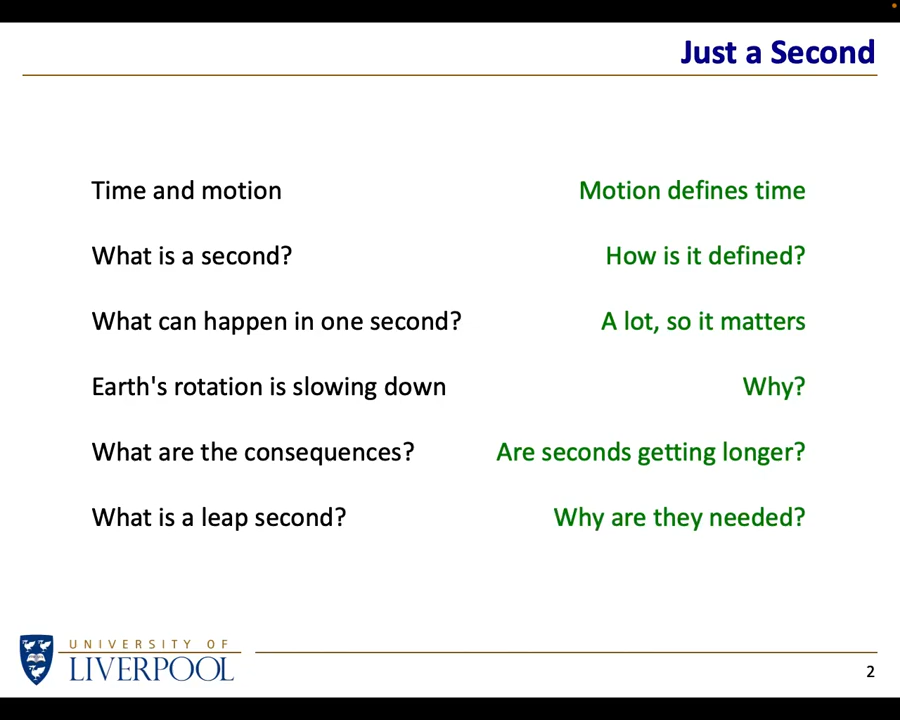 Just a Second
Time and motion Motion defines time
What is a second? How is it defined?
What can happen in one second? A lot, so it matters
Earth's rotation is slowing down Why?
What are the consequences? Are seconds getting longer?
What is a leap second? Why are they needed?
UNIVERSITY OF
LIVERPOOL
2